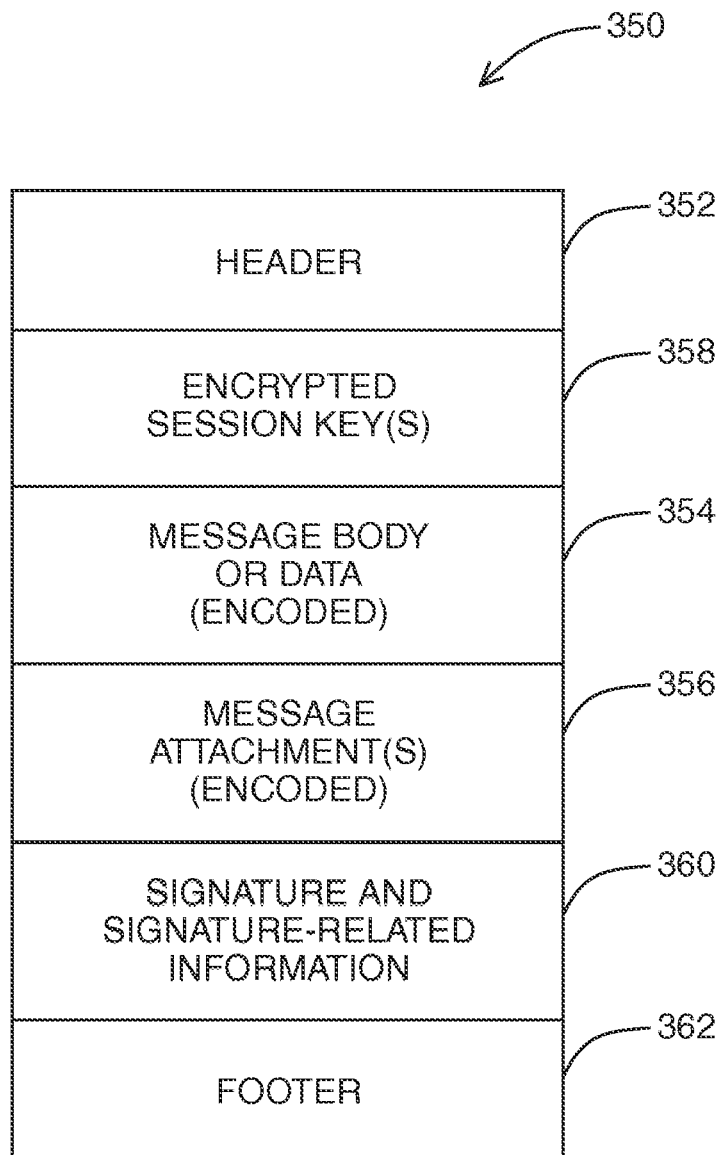 350
352
HEADER
358
ENCRYPTED
SESSION KEY(S)
354
MESSAGE BODY
OR DATA
(ENCODED)
356
MESSAGE
ATTACHMENT(S)
(ENCODED)
360
SIGNATURE AND
SIGNATURE-RELATED
INFORMATION
362
FOOTER